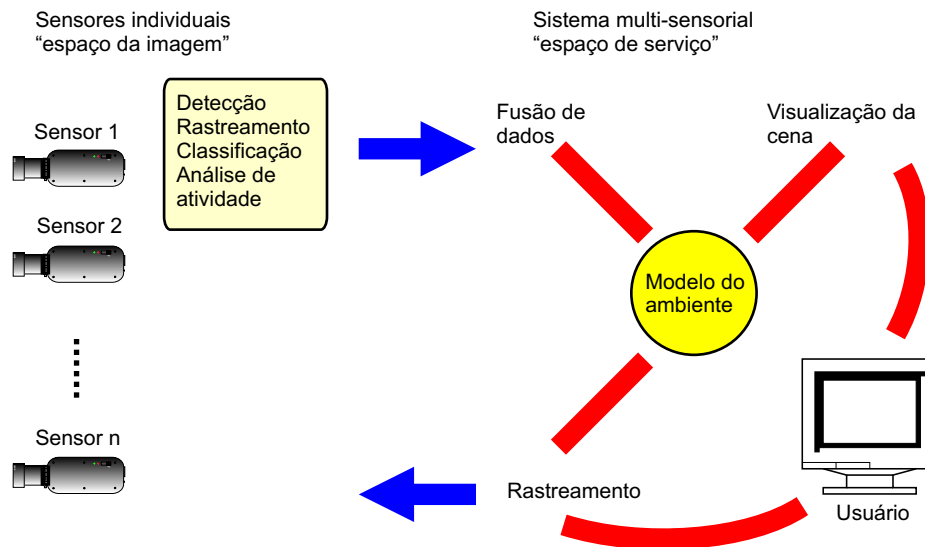 Sensores individuais
“espaço da imagem”
Sistema multi-sensorial
“espaço de serviço”
Detecção
Rastreamento
Classificação
Análise de
atividade
Sensor 1
Sensor 2
Sensor n
Fusão de
dados
Visualização da
cena
Modelo do
ambiente
Rastreamento
Usuário